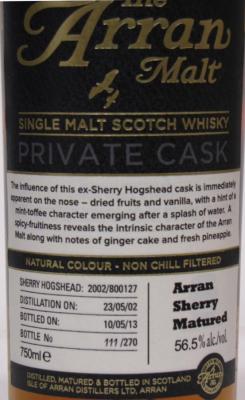 The
Arran
Malt
SINGLE MALT SCOTCH WHISKY
PRIVATE CASK
The influence of this ex-Sherry Hogshead cask is immediately
apparent on the nose – dried fruits and vanilla, with a hint of a
mint-toffee character emerging after a splash of water. A
spicy-fruitiness reveals the intrinsic character of the Arran
Malt along with notes of ginger cake and fresh pineapple.
NATURAL COLOUR - NON CHILL FILTERED
SHERRY HOGSHEAD: 2002/800127
DISTILLATION ON: 23/05/02
BOTTLED ON: 10/05/13
BOTTLE No 111 /270
750ml e
Arran
Sherry
Matured
56.5% alc/vol
DISTILLED, MATURED & BOTTLED IN SCOTLAND
ISLE OF ARRAN DISTILLERS LTD, ARRAN
Arran